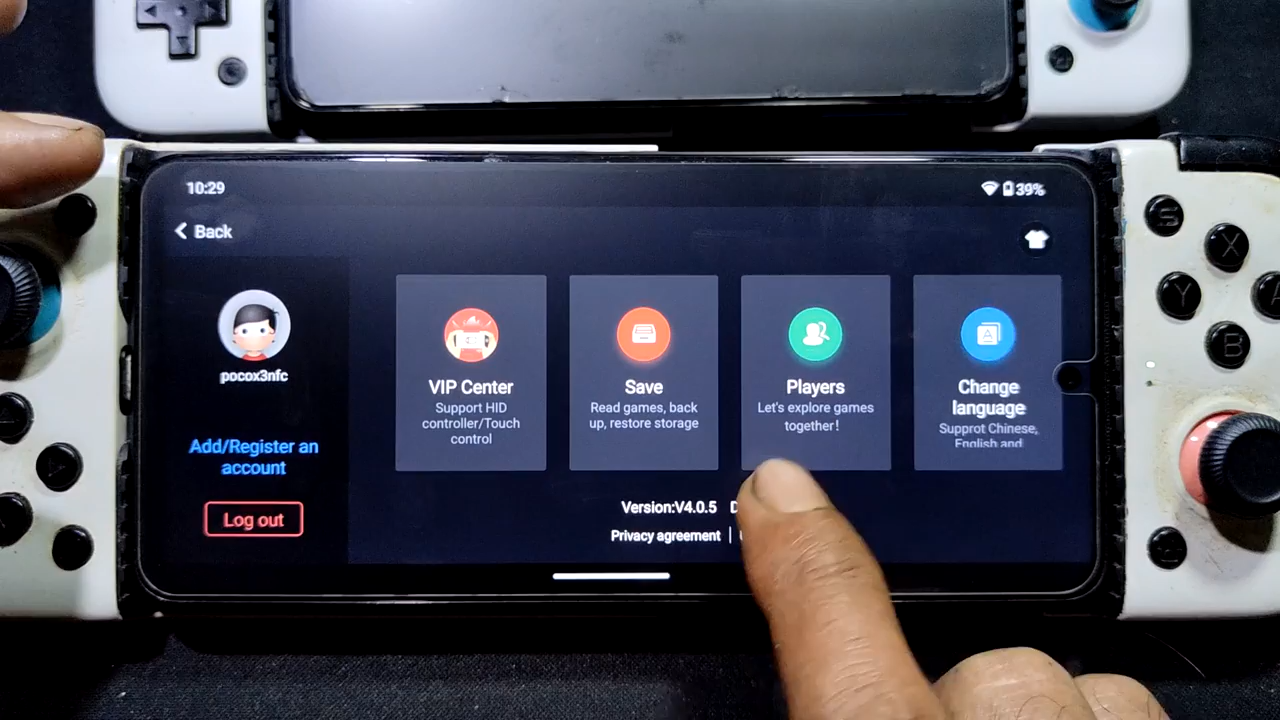 10:29
39%
Back
pocox3nfc
Add/Register an
account
Log out
VIP Center
Support HID
controller/Touch
control
Save
Read games, back
up, restore storage
Players
Let's explore games
together!
Change
language
Supprot Chinese,
English and
Version:V4.0.5
Privacy agreement |
S
X
Y
A
B